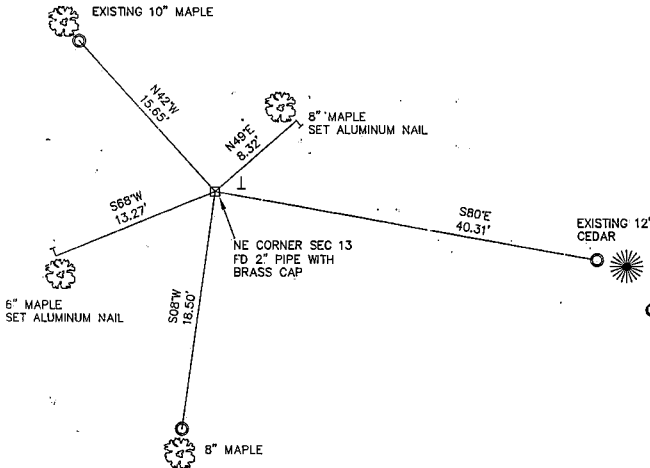 EXISTING 10" MAPLE
N42°W
15.65'
8" MAPLE
SET ALUMINUM NAIL
N49°E
8.32'
S68°W
13.27'
S80°E
40.31'
EXISTING 12"
CEDAR
NE CORNER SEC 13
FD 2" PIPE WITH
BRASS CAP
6" MAPLE
SET ALUMINUM NAIL
S08°W
18.50'
8" MAPLE